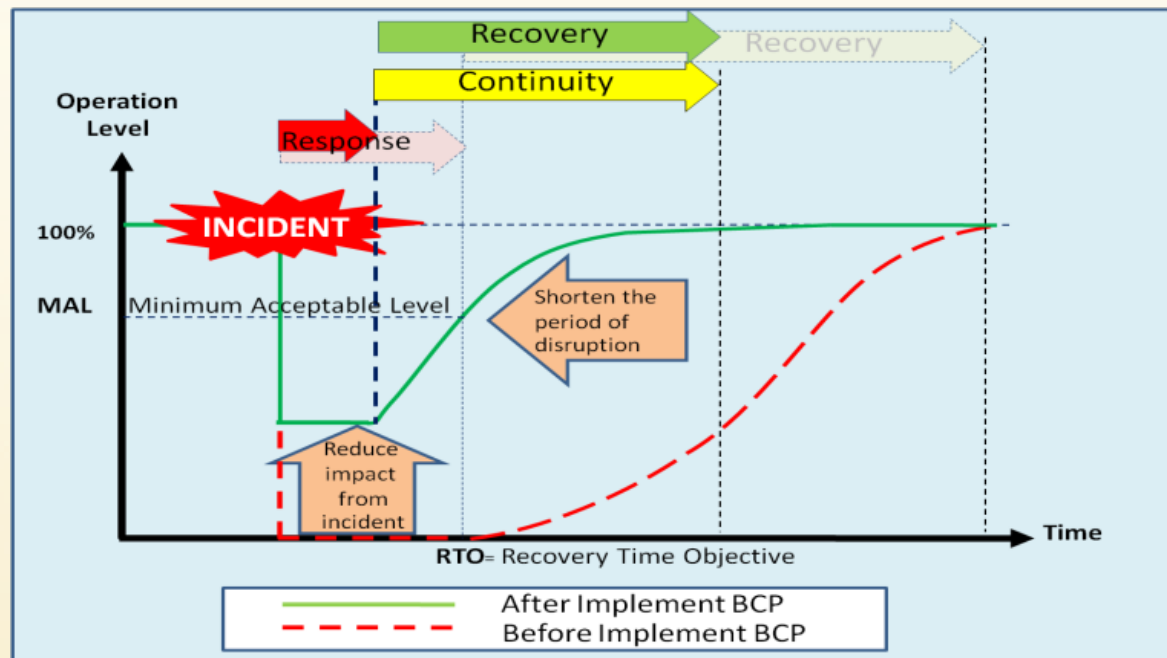 Recovery
Recovery
Continuity
Operation
Level
Response
INCIDENT
100%
MAL
Minimum Acceptable Level
Shorten the
period of
disruption
Reduce
impact
from
incident
Time
RTO= Recovery Time Objective
After Implement BCP
Before Implement BCP